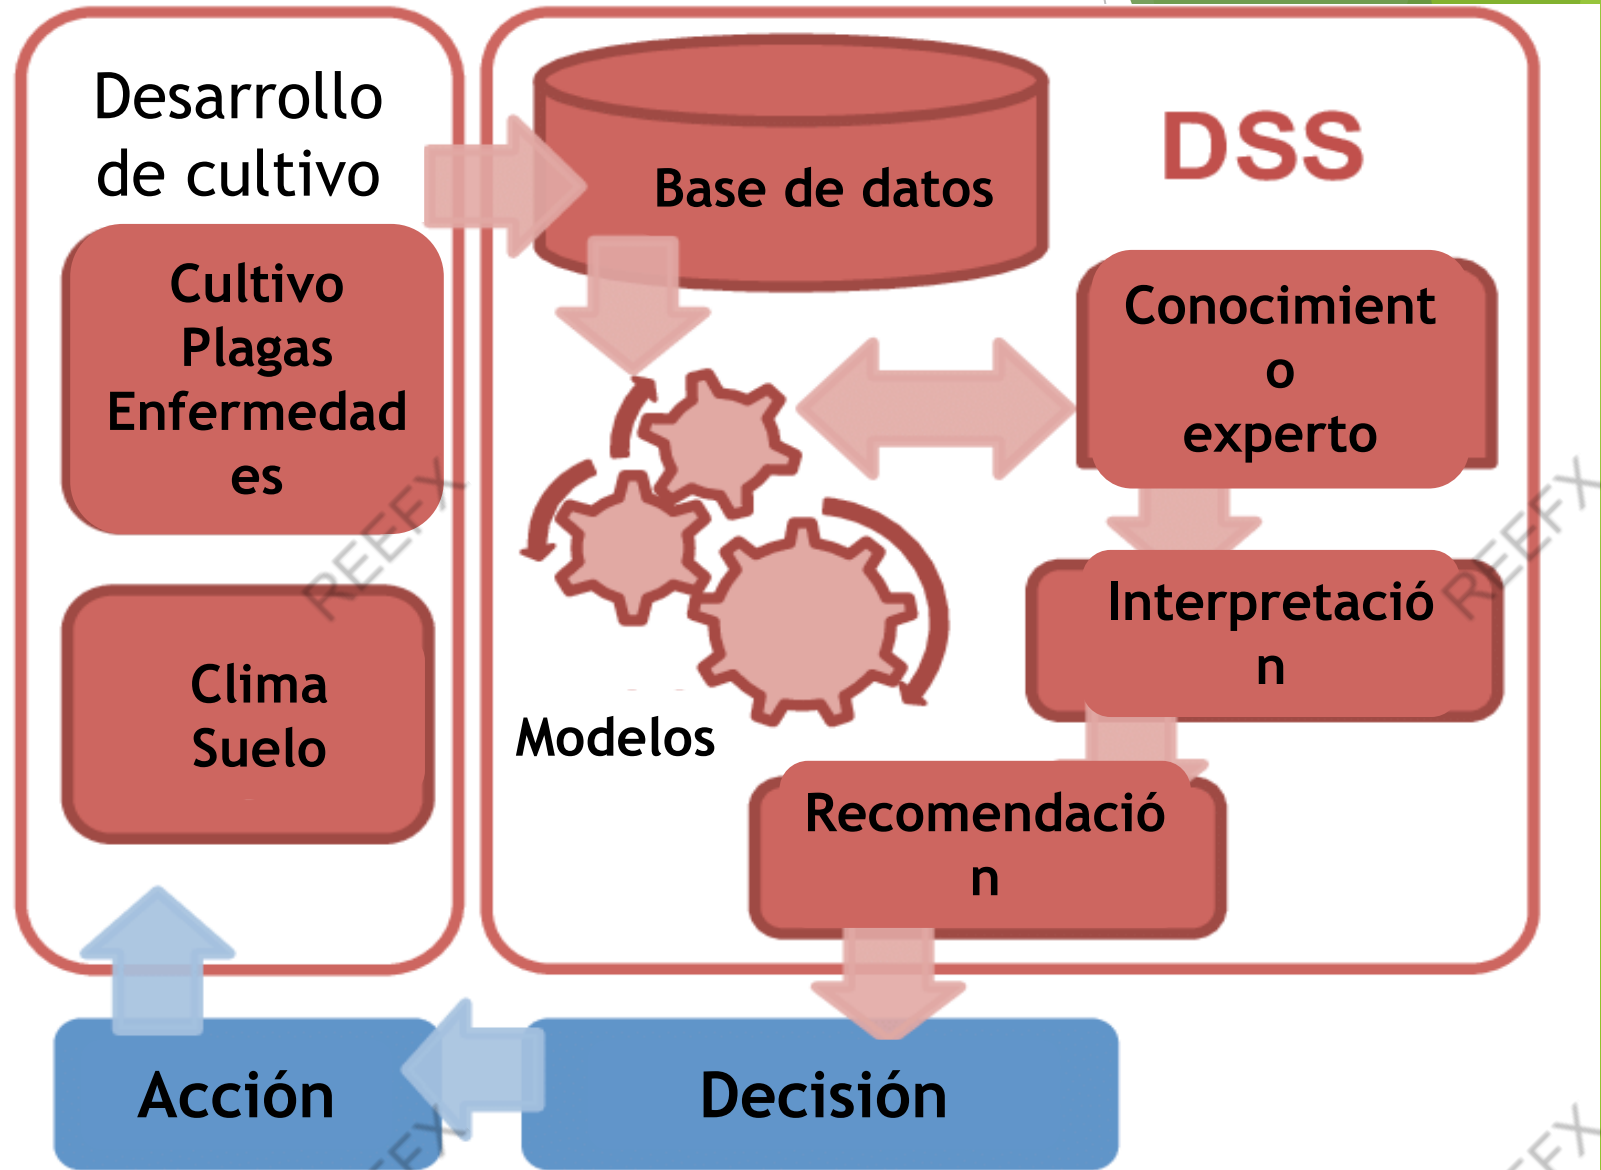 Desarrollo
de cultivo
Cultivo
Plagas
Enfermedad
es
Clima
Suelo
Base de datos
DSS
Conocimient
o
experto
Interpretació
n
Modelos
Recomendació
n
Acción
Decisión
REEFX
REEFX